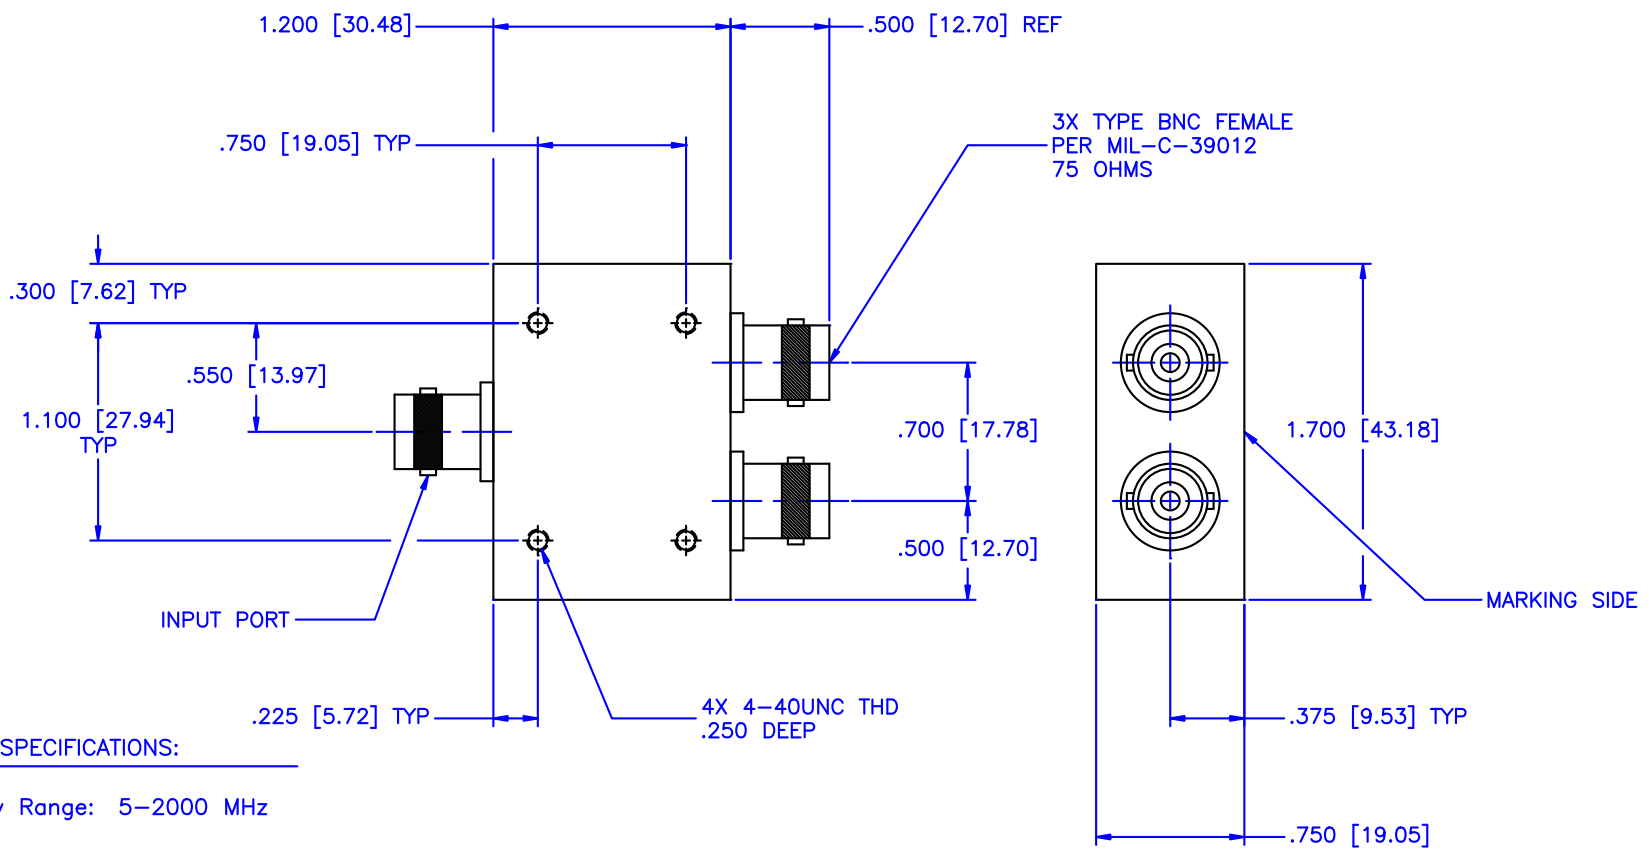 1.200 [30.48]
.500 [12.70] REF
.750 [19.05] TYP
3X TYPE BNC FEMALE
PER MIL-C-39012
75 OHMS
.300 [7.62] TYP
.550 [13.97]
1.100 [27.94]
TYP
.700 [17.78]
1.700 [43.18]
.500 [12.70]
INPUT PORT
MARKING SIDE
.225 [5.72] TYP
4X 4-40UNC THD
.250 DEEP
.375 [9.53] TYP
SPECIFICATIONS:
y Range: 5-2000 MHz
.750 [19.05]